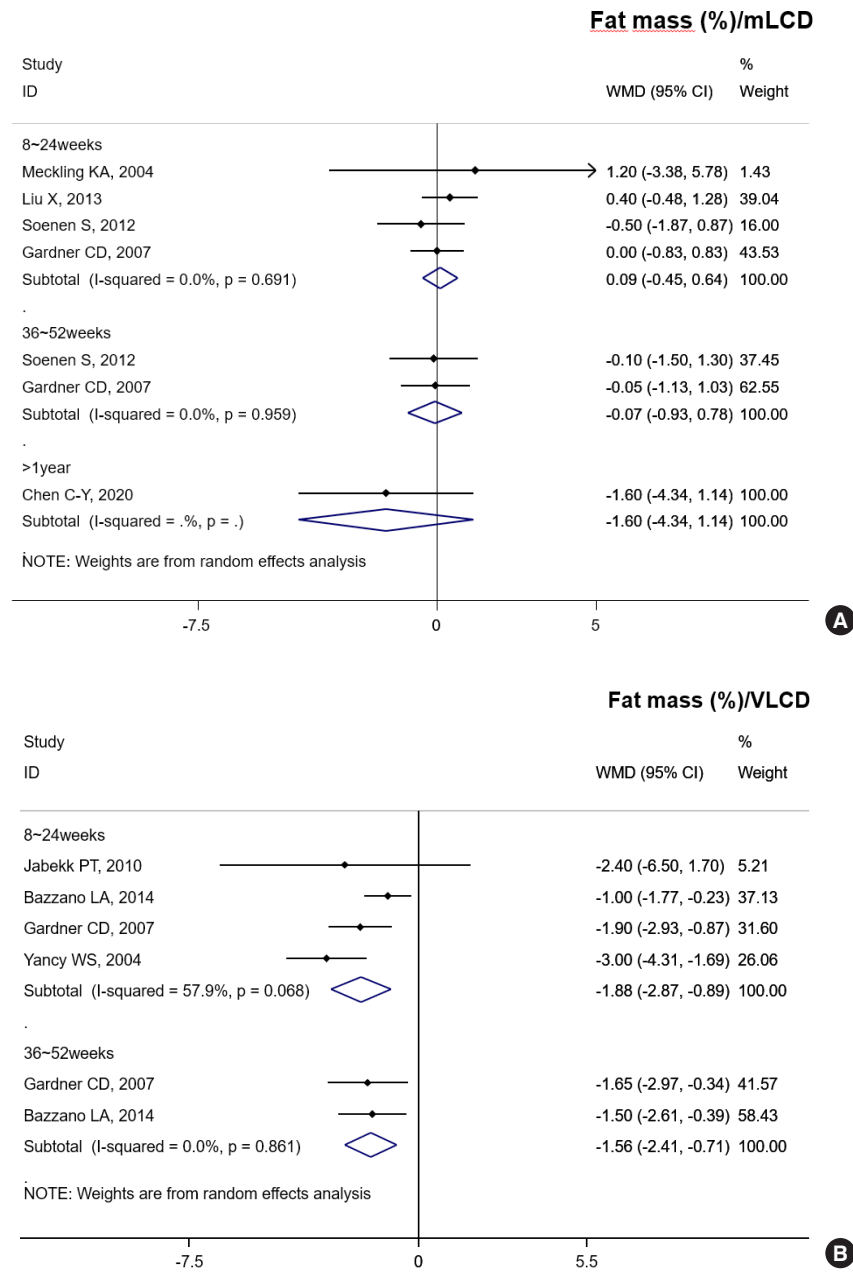 Fat mass (%)/mLCD
Study %
ID WMD (95% CI) Weight
8~24weeks
Meckling KA, 2004 1.20 (-3.38, 5.78) 1.43
Liu X, 2013 0.40 (-0.48, 1.28) 39.04
Soenen S, 2012 -0.50 (-1.87, 0.87) 16.00
Gardner CD, 2007 0.00 (-0.83, 0.83) 43.53
Subtotal (I-squared = 0.0%, p = 0.691) 0.09 (-0.45, 0.64) 100.00
.
36~52weeks
Soenen S, 2012 -0.10 (-1.50, 1.30) 37.45
Gardner CD, 2007 -0.05 (-1.13, 1.03) 62.55
Subtotal (I-squared = 0.0%, p = 0.959) -0.07 (-0.93, 0.78) 100.00
.
>1year
Chen C-Y, 2020 -1.60 (-4.34, 1.14) 100.00
Subtotal (I-squared = .%, p = .) -1.60 (-4.34, 1.14) 100.00
.
NOTE: Weights are from random effects analysis
-7.5 0 5
A
Fat mass (%)/VLCD
Study %
ID WMD (95% CI) Weight
8~24weeks
Jabekk PT, 2010 -2.40 (-6.50, 1.70) 5.21
Bazzano LA, 2014 -1.00 (-1.77, -0.23) 37.13
Gardner CD, 2007 -1.90 (-2.93, -0.87) 31.60
Yancy WS, 2004 -3.00 (-4.31, -1.69) 26.06
Subtotal (I-squared = 57.9%, p = 0.068) -1.88 (-2.87, -0.89) 100.00
.
36~52weeks
Gardner CD, 2007 -1.65 (-2.97, -0.34) 41.57
Bazzano LA, 2014 -1.50 (-2.61, -0.39) 58.43
Subtotal (I-squared = 0.0%, p = 0.861) -1.56 (-2.41, -0.71) 100.00
.
NOTE: Weights are from random effects analysis
-7.5 0 5.5
B